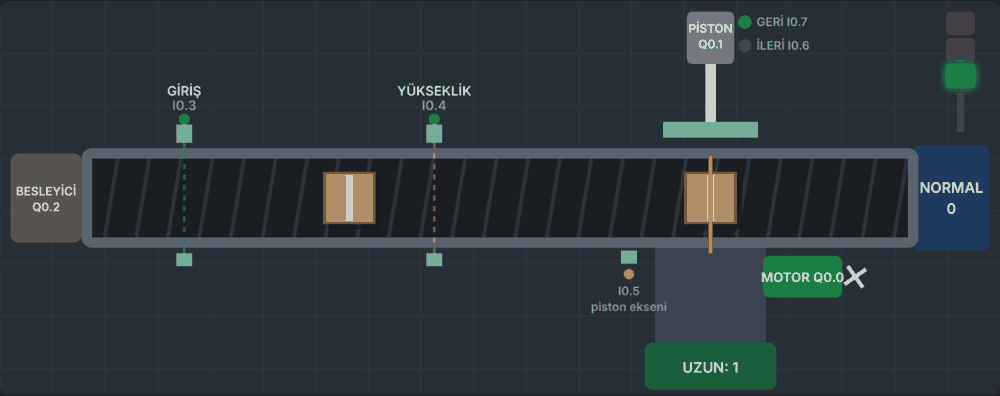 PİSTON
Q0.1
GERİ I0.7
İLERİ I0.6
GİRİŞ
I0.3
YÜKSEKLİK
I0.4
BESLEYİCİ
Q0.2
NORMAL
0
I0.5
piston ekseni
MOTOR Q0.0
UZUN: 1